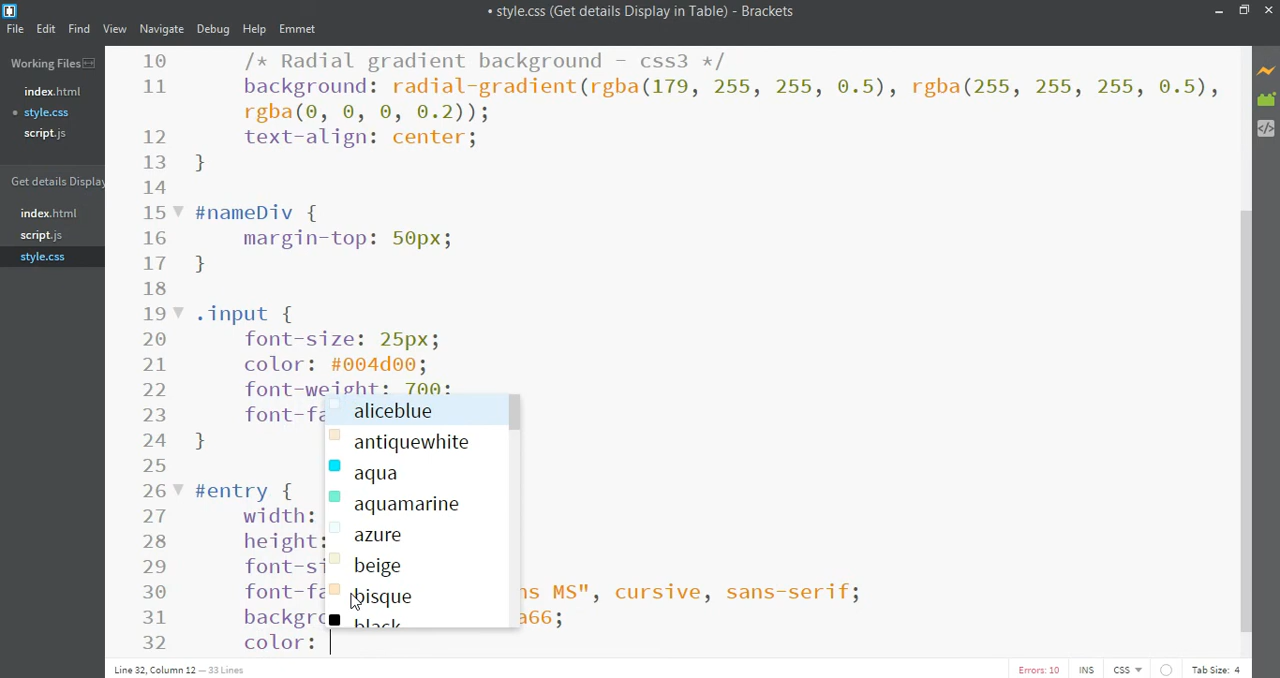 • style.css (Get details Display in Table) - Brackets
File Edit Find View Navigate Debug Help Emmet
Working Files
index.html
• style.css
script.js
Get details Display
index.html
script.js
style.css
10 /* Radial gradient background - css3 */
11 background: radial-gradient(rgba(179, 255, 255, 0.5), rgba(255, 255, 255, 0.5),
rgba(0, 0, 0, 0.2));
12 text-align: center;
13 }
14
15 #nameDiv {
16 margin-top: 50px;
17 }
18
19 .input {
20 font-size: 25px;
21 color: #004d00;
22 font-weight: 700;
23 font-fa
24 }
25
26 #entry {
27 width:
28 height:
29 font-si
30 font-fa ns MS", cursive, sans-serif;
31 backgro a66;
32 color:
aliceblue
antiquewhite
aqua
aquamarine
azure
beige
bisque
black
Line 32, Column 12 — 33 Lines
Errors: 10 INS CSS Tab Size: 4